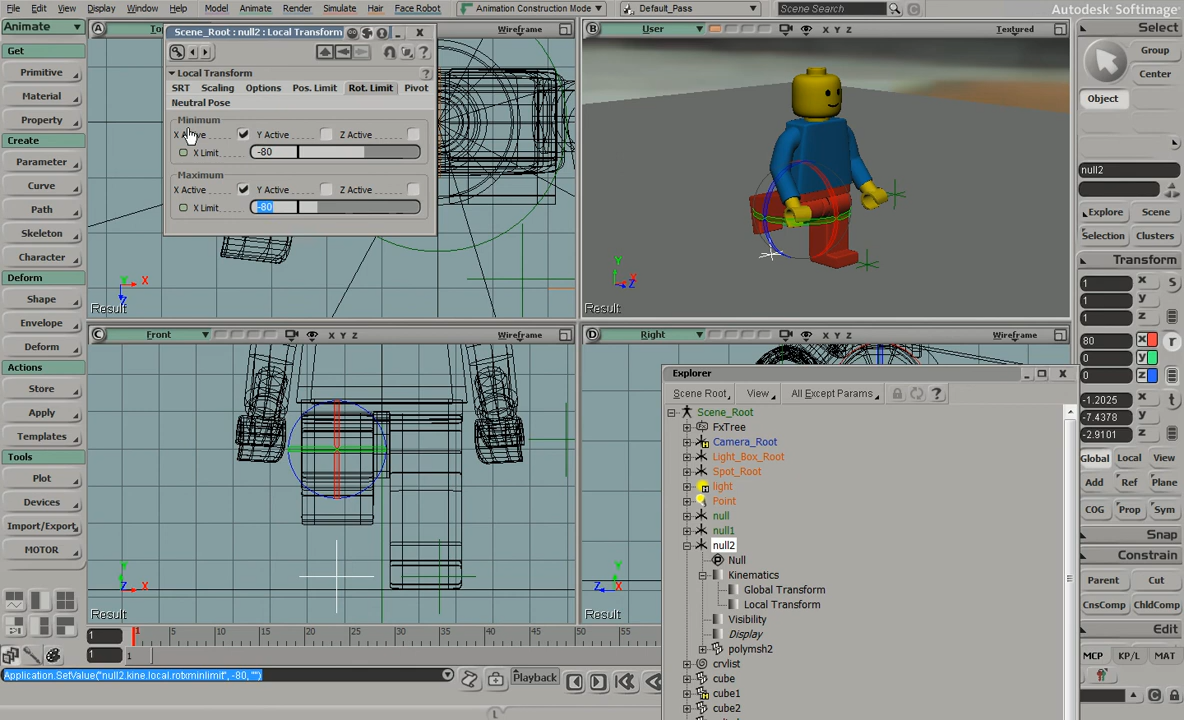 File Edit View Display Window Help Model Animate Render Simulate Hair Face Robot Animation Construction Mode Default_Pass Scene Search
Autodesk Softimage
Animate
Get
Primitive
Material
Property
Create
Parameter
Curve
Path
Skeleton
Character
Deform
Shape
Envelope
Deform
Actions
Store
Apply
Templates
Tools
Plot
Devices
Import/Export
MOTOR
A
Wireframe
Result
Scene_Root : null2 : Local Transform
Local Transform
SRT Scaling Options Pos. Limit Rot. Limit Pivot
Neutral Pose
Minimum
Y Active Z Active
X Limit -80
Maximum
X Active Y Active Z Active
X Limit -80
B User X Y Z Textured
Result
C Front X Y Z Wireframe
Result
D Right X Y Z Wireframe
Explorer
Scene Root View All Except Params
Scene_Root
FxTree
Camera_Root
Light_Box_Root
Spot_Root
light
Point
null
null1
null2
Null
Kinematics
Global Transform
Local Transform
Visibility
Display
polymsh2
crvlist
cube
cube1
cube2
Select
Group
Center
Object
null2
Explore Scene
Selection Clusters
Transform
1 x s
1 y
1 z
80 x r
0 y
0 z
-1.2025 x t
-7.4378 y
-2.9101 z
Global Local View
Add Ref Plane
COG Prop Sym
Snap
Constrain
Parent Cut
CnsComp ChldComp
Edit
MCP KP/L MAT
1 1 5 10 15 20 25 30 35 40 45 50 55
1 1
Application.SetValue("null2.kine.local.rotxminlimit", -80, "")
Playback
L